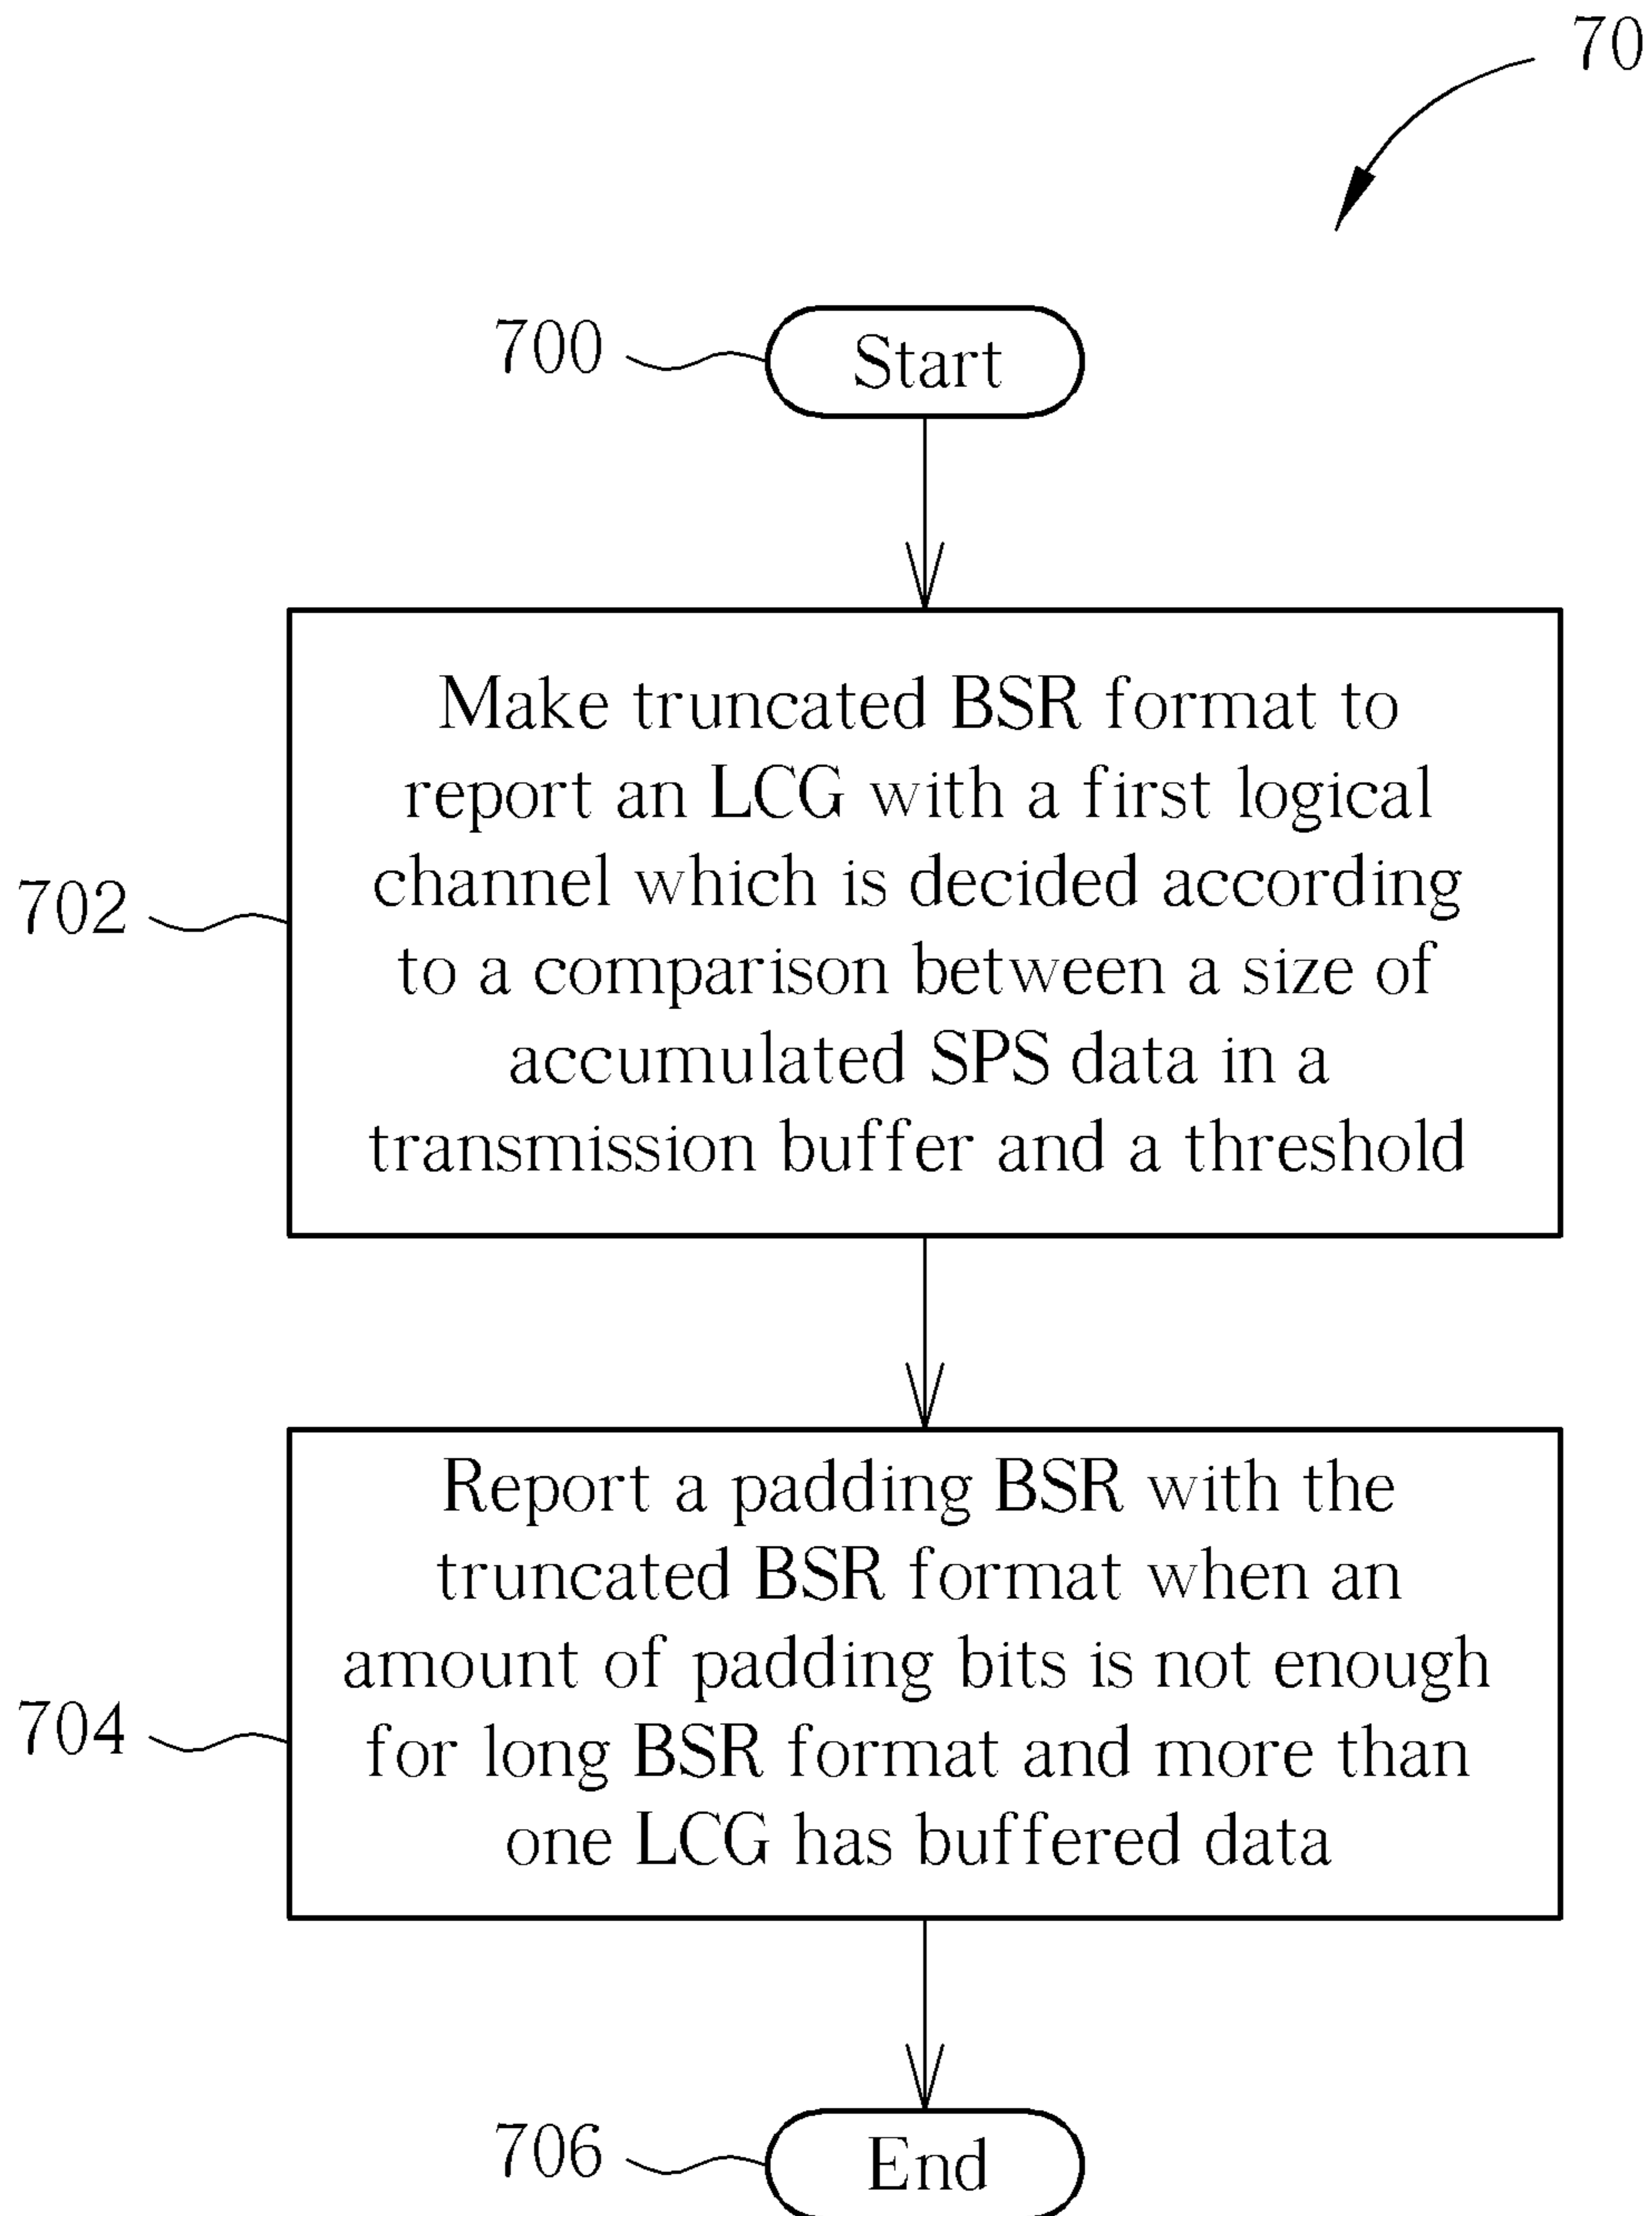 70
700
Start
702
Make truncated BSR format to
report an LCG with a first logical
channel which is decided according
to a comparison between a size of
accumulated SPS data in a
transmission buffer and a threshold
704
Report a padding BSR with the
truncated BSR format when an
amount of padding bits is not enough
for long BSR format and more than
one LCG has buffered data
706
End